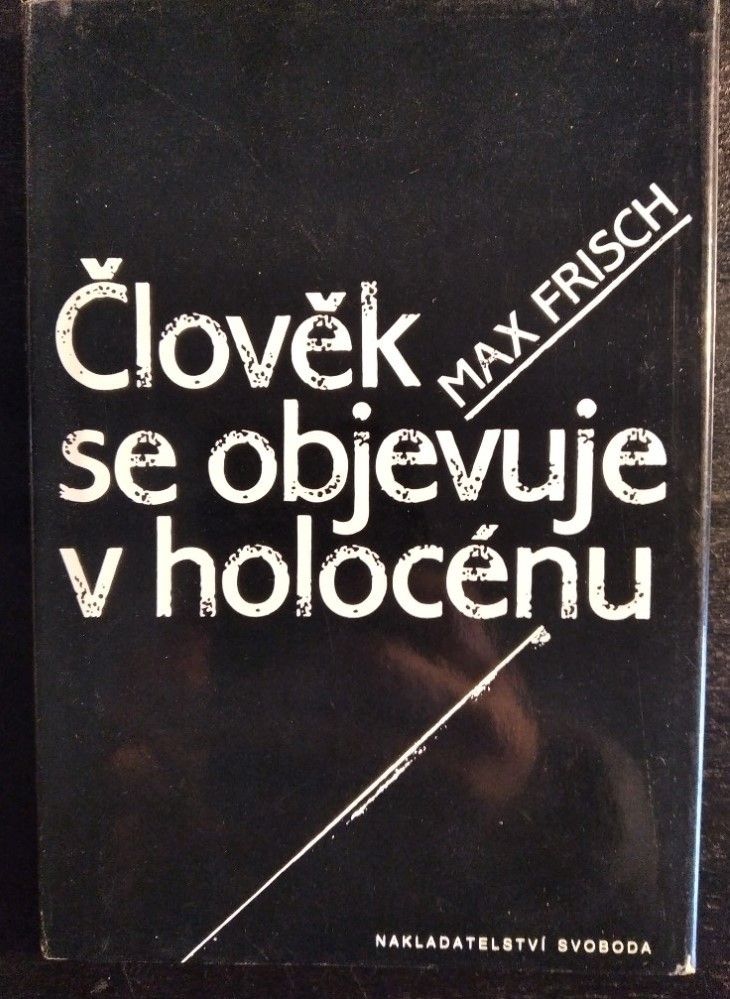 MAX FRISCH
Člověk
se objevuje
v holocénu
NAKLADATELSTVÍ SVOBODA